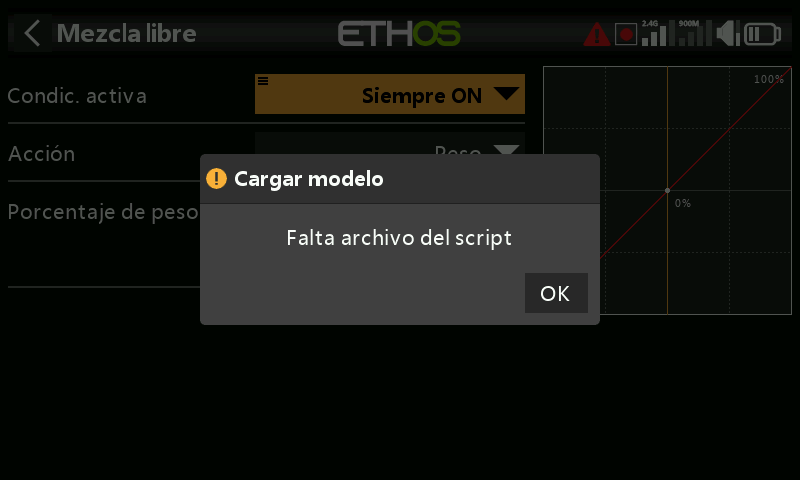 Mezcla libre
ETHOS
2.4G
900M
Condic. activa
Siempre ON
100%
Acción
Peso
Porcentaje de peso
0%
Cargar modelo
Falta archivo del script
OK